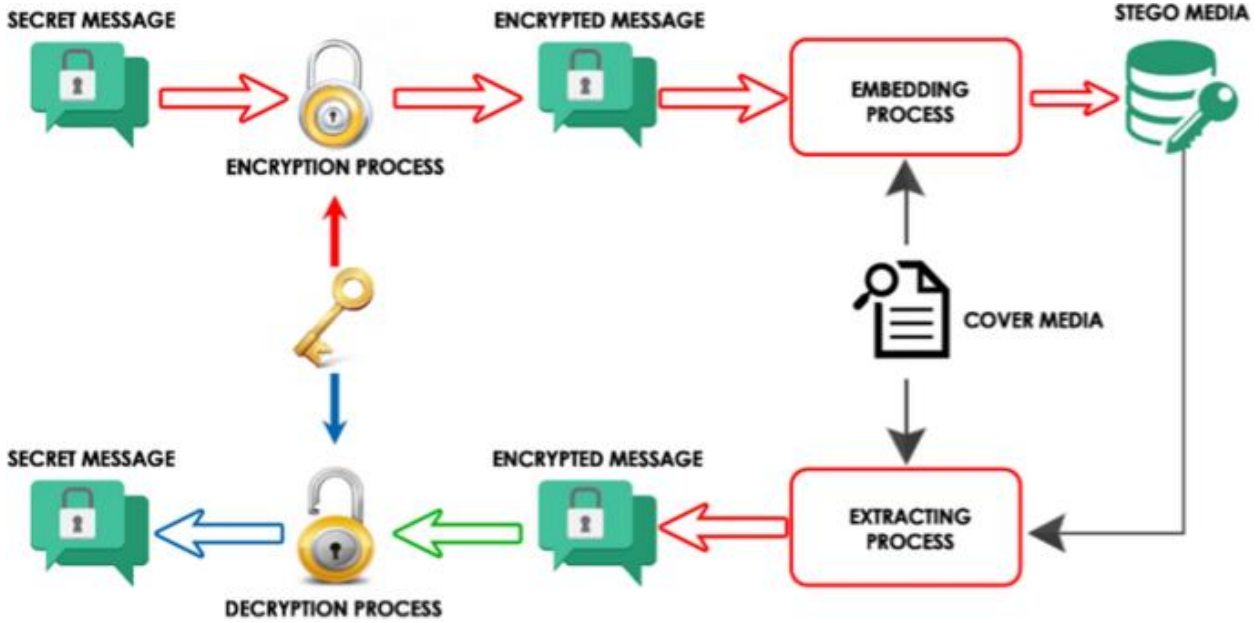 SECRET MESSAGE
ENCRYPTED MESSAGE
STEGO MEDIA
EMBEDDING
PROCESS
ENCRYPTION PROCESS
COVER MEDIA
SECRET MESSAGE
ENCRYPTED MESSAGE
EXTRACTING
PROCESS
DECRYPTION PROCESS